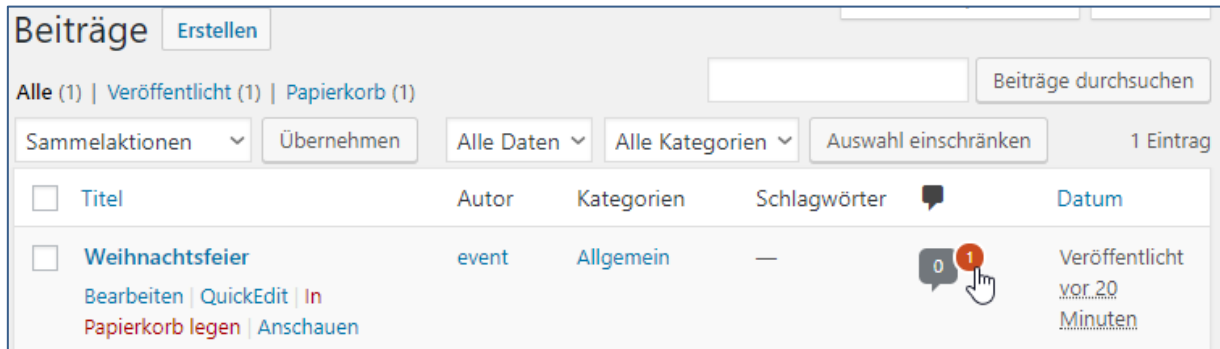 Beiträge Erstellen
Alle (1) | Veröffentlicht (1) | Papierkorb (1) Beiträge durchsuchen
Sammelaktionen Übernehmen Alle Daten Alle Kategorien Auswahl einschränken 1 Eintrag
Titel Autor Kategorien Schlagwörter Datum
Weihnachtsfeier event Allgemein — 0 1 Veröffentlicht
Bearbeiten | QuickEdit | In vor 20
Papierkorb legen | Anschauen Minuten